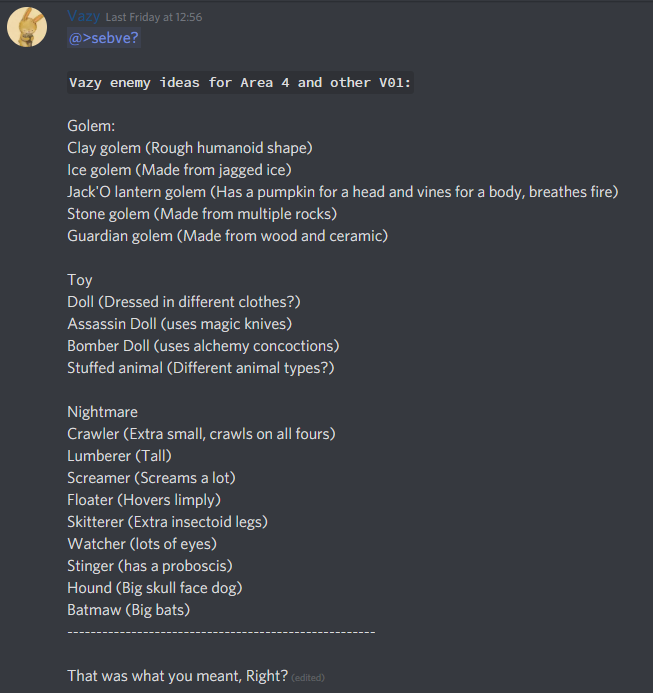 Vazy Last Friday at 12:56
@>sebve?
Vazy enemy ideas for Area 4 and other V01:
Golem:
Clay golem (Rough humanoid shape)
Ice golem (Made from jagged ice)
Jack'O lantern golem (Has a pumpkin for a head and vines for a body, breathes fire)
Stone golem (Made from multiple rocks)
Guardian golem (Made from wood and ceramic)
Toy
Doll (Dressed in different clothes?)
Assassin Doll (uses magic knives)
Bomber Doll (uses alchemy concoctions)
Stuffed animal (Different animal types?)
Nightmare
Crawler (Extra small, crawls on all fours)
Lumberer (Tall)
Screamer (Screams a lot)
Floater (Hovers limply)
Skitterer (Extra insectoid legs)
Watcher (lots of eyes)
Stinger (has a proboscis)
Hound (Big skull face dog)
Batmaw (Big bats)
-----------------------------------------------------
That was what you meant, Right? (edited)